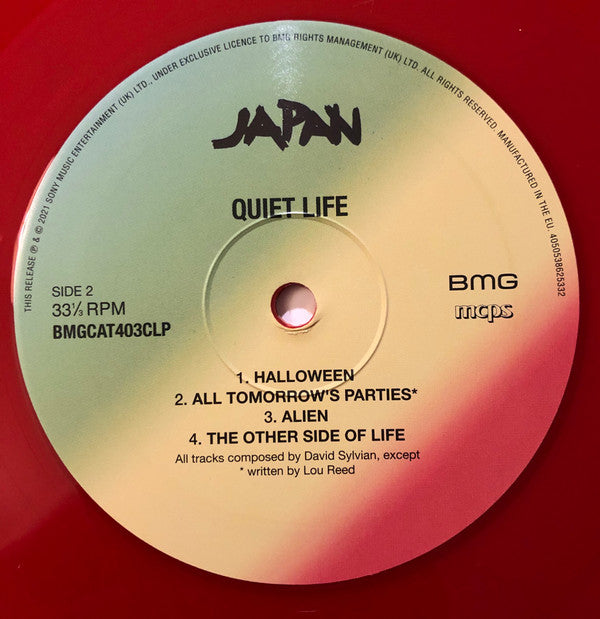 THIS RELEASE ℗ & © 2021 SONY MUSIC ENTERTAINMENT (UK) LTD., UNDER EXCLUSIVE LICENCE TO BMG RIGHTS MANAGEMENT (UK) LTD. ALL RIGHTS RESERVED. MANUFACTURED IN THE EU. 4050538625332
JAPAN
QUIET LIFE
SIDE 2
33⅓ RPM
BMGCAT403CLP
BMG
mcps
1. HALLOWEEN
2. ALL TOMORROW'S PARTIES*
3. ALIEN
4. THE OTHER SIDE OF LIFE
All tracks composed by David Sylvian, except
* written by Lou Reed